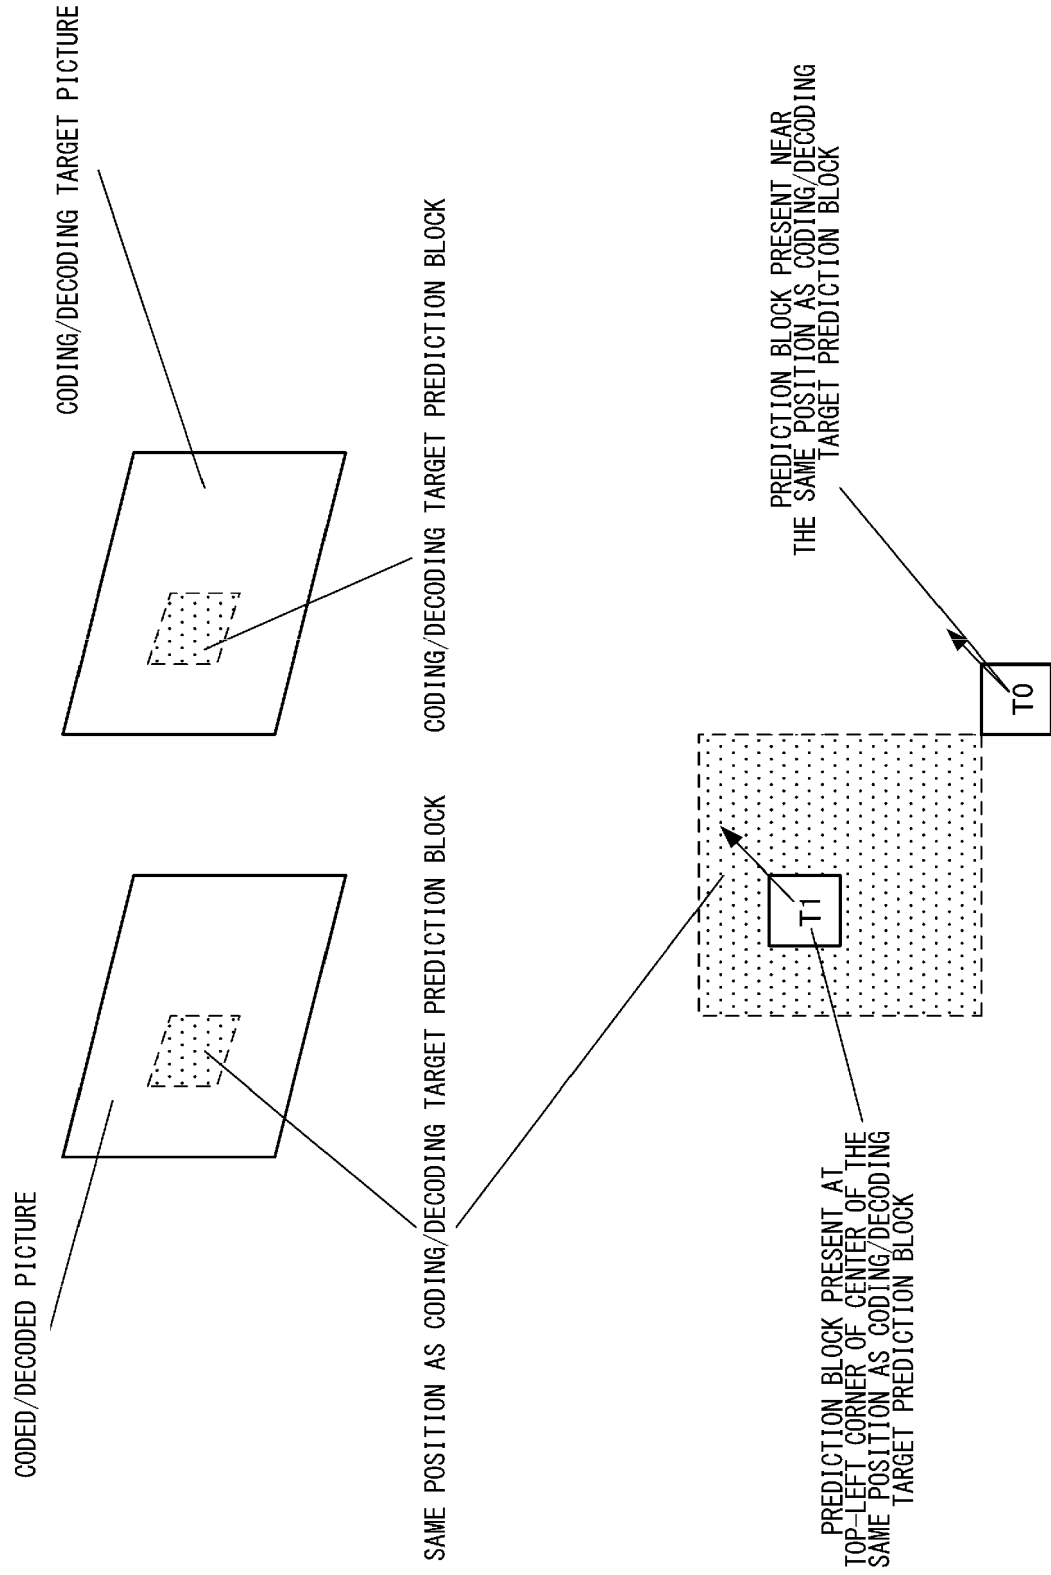 CODED/DECODED PICTURE
CODING/DECODING TARGET PICTURE
SAME POSITION AS CODING/DECODING TARGET PREDICTION BLOCK
CODING/DECODING TARGET PREDICTION BLOCK
PREDICTION BLOCK PRESENT NEAR
THE SAME POSITION AS CODING/DECODING
TARGET PREDICTION BLOCK
T1
PREDICTION BLOCK PRESENT AT
TOP-LEFT CORNER OF CENTER OF THE
SAME POSITION AS CODING/DECODING
TARGET PREDICTION BLOCK
T0